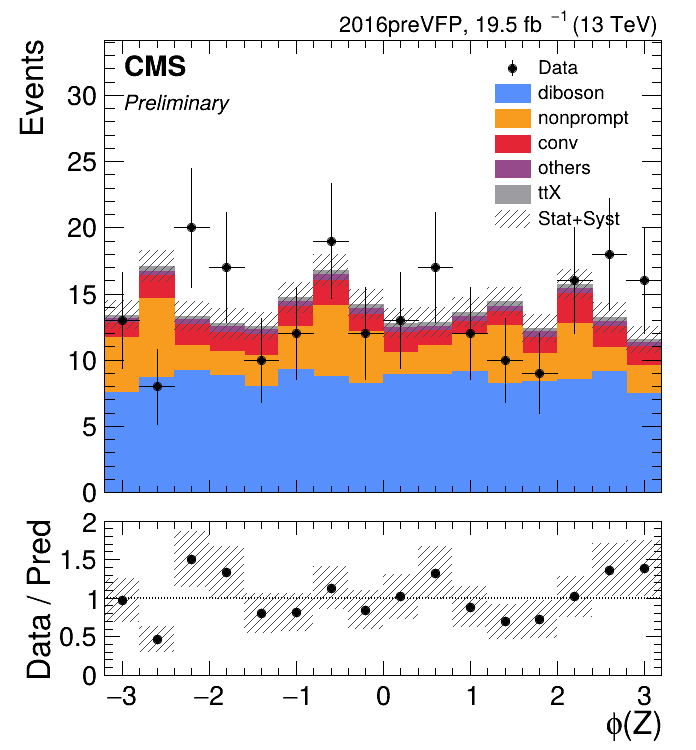 2016preVFP, 19.5 fb ⁻¹ (13 TeV)
Events
CMS
Preliminary
Data
diboson
nonprompt
conv
others
ttX
Stat+Syst
30
25
20
15
10
5
0
Data / Pred
2
1.5
1
0.5
0
−3 −2 −1 0 1 2 3
ϕ(Z)